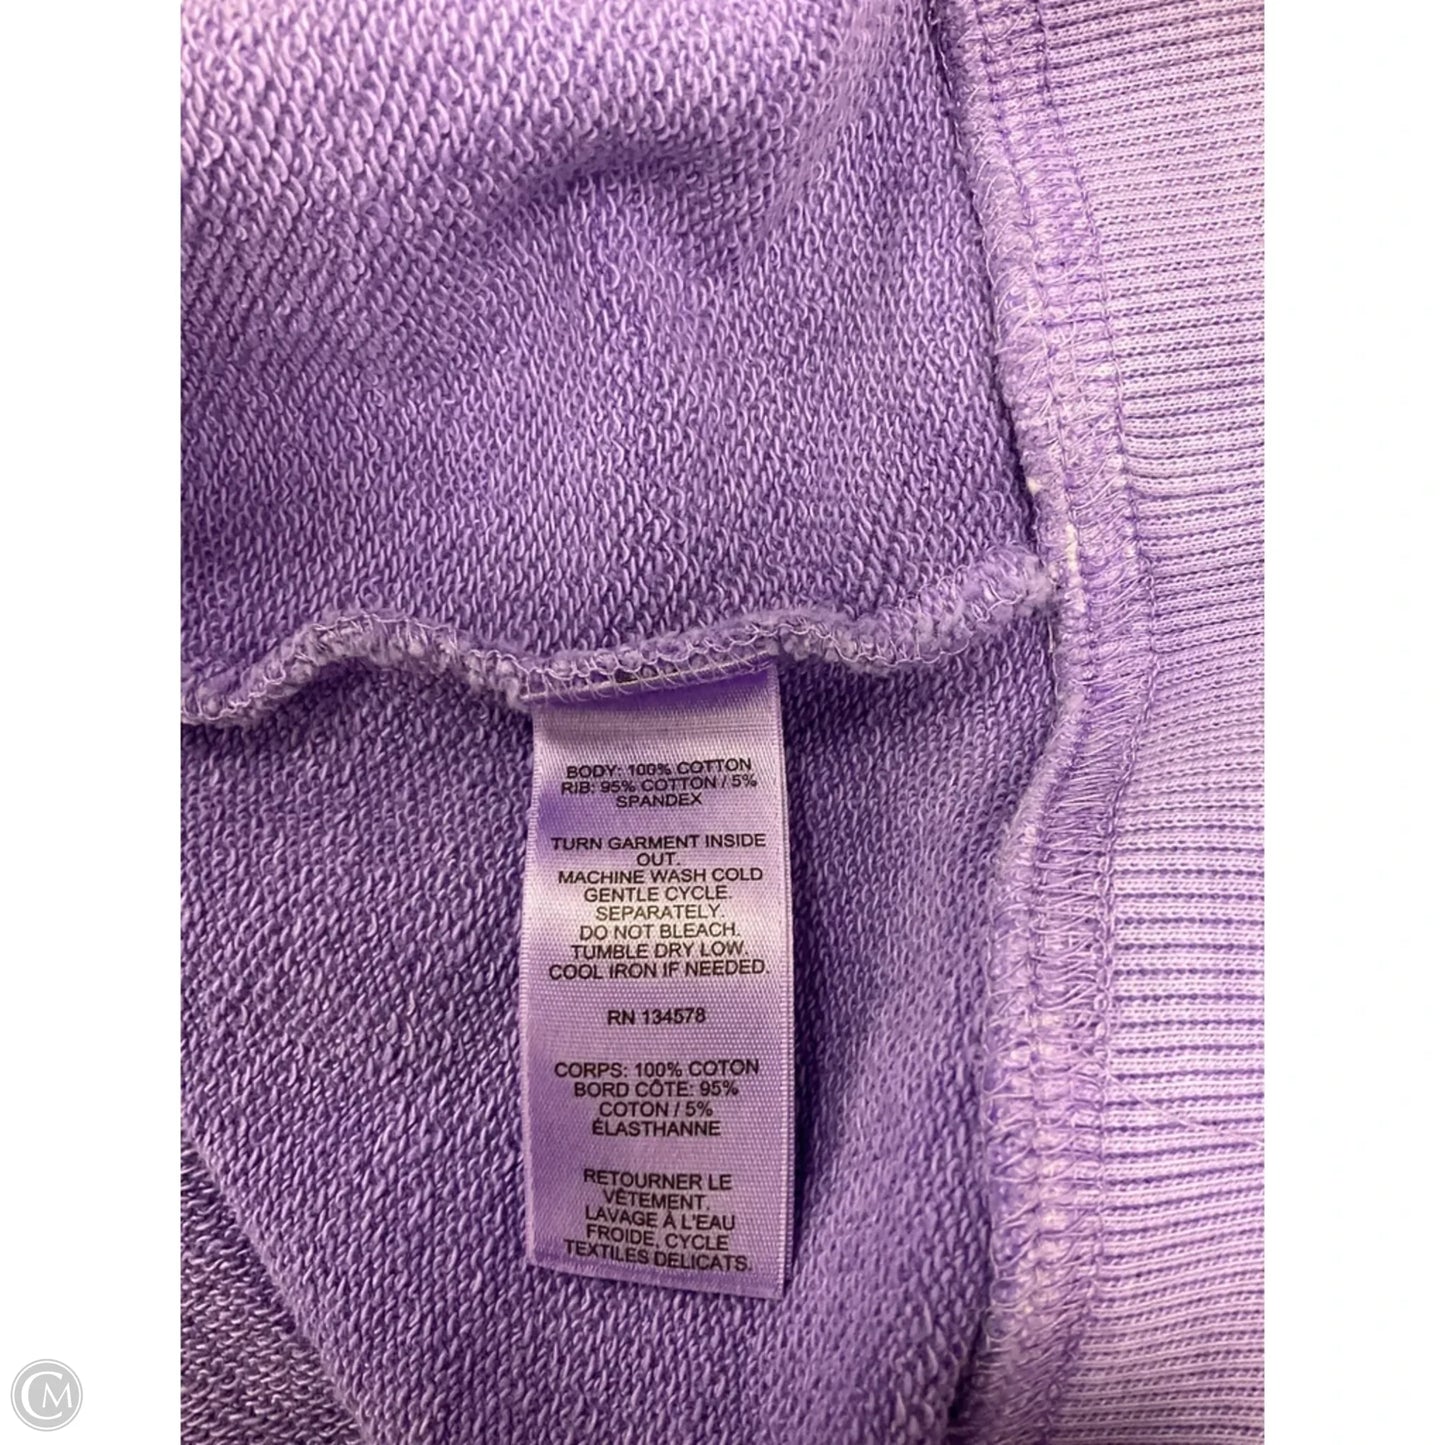 BODY: 100% COTTON
RIB: 95% COTTON / 5%
SPANDEX
TURN GARMENT INSIDE
OUT.
MACHINE WASH COLD
GENTLE CYCLE.
SEPARATELY.
DO NOT BLEACH.
TUMBLE DRY LOW.
COOL IRON IF NEEDED.
RN 134578
CORPS: 100% COTON
BORD CÔTE: 95%
COTON / 5%
ÉLASTHANNE
RETOURNER LE
VÊTEMENT.
LAVAGE À L'EAU
FROIDE, CYCLE
TEXTILES DELICATS.
CM